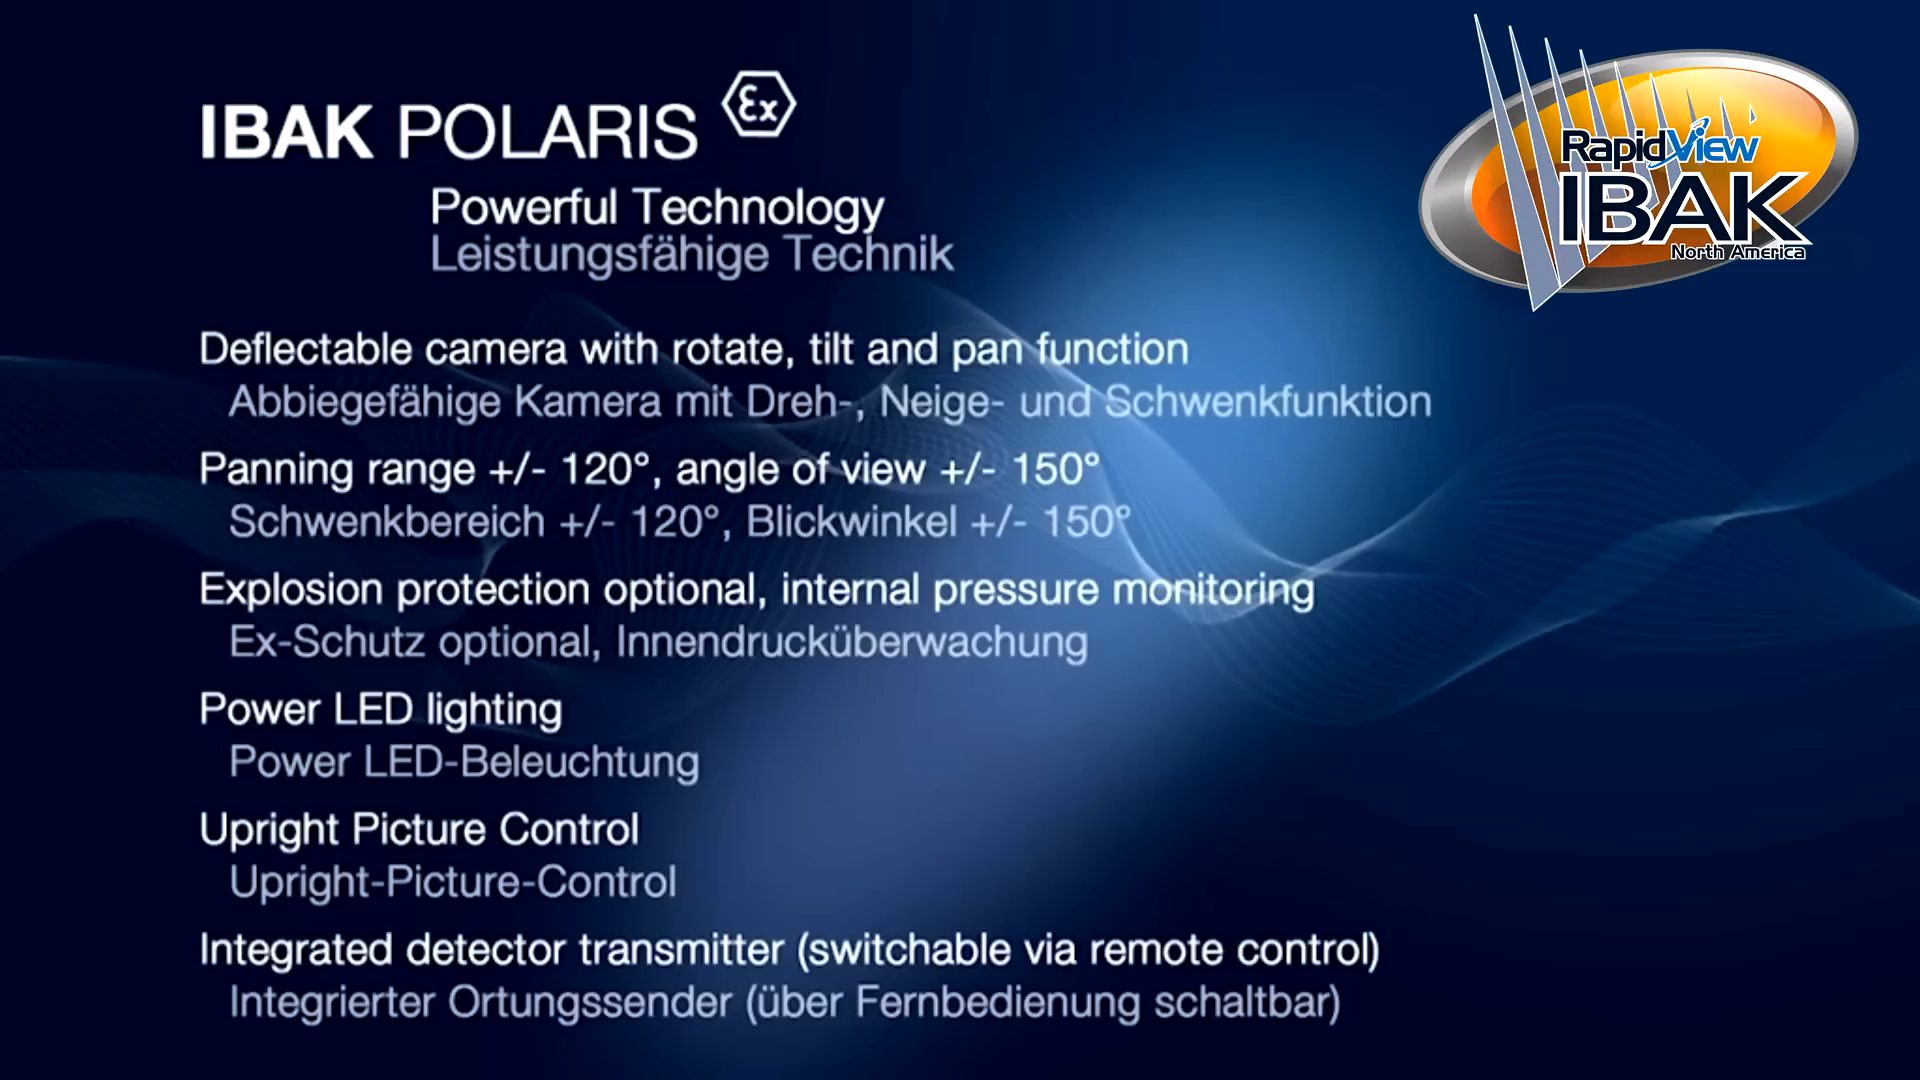 IBAK POLARIS Ex
Powerful Technology
Leistungsfähige Technik
RapidView
IBAK
North America
Deflectable camera with rotate, tilt and pan function
Abbiegefähige Kamera mit Dreh-, Neige- und Schwenkfunktion
Panning range +/- 120°, angle of view +/- 150°
Schwenkbereich +/- 120°, Blickwinkel +/- 150°
Explosion protection optional, internal pressure monitoring
Ex-Schutz optional, Innendrucküberwachung
Power LED lighting
Power LED-Beleuchtung
Upright Picture Control
Upright-Picture-Control
Integrated detector transmitter (switchable via remote control)
Integrierter Ortungssender (über Fernbedienung schaltbar)